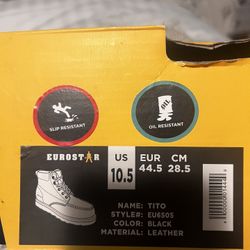 SLIP RESISTANT
OIL RESISTANT
EUROSTAR
US EUR CM
10.5 44.5 28.5
NAME: TITO
STYLE#: EU6505
COLOR: BLACK
MATERIAL: LEATHER